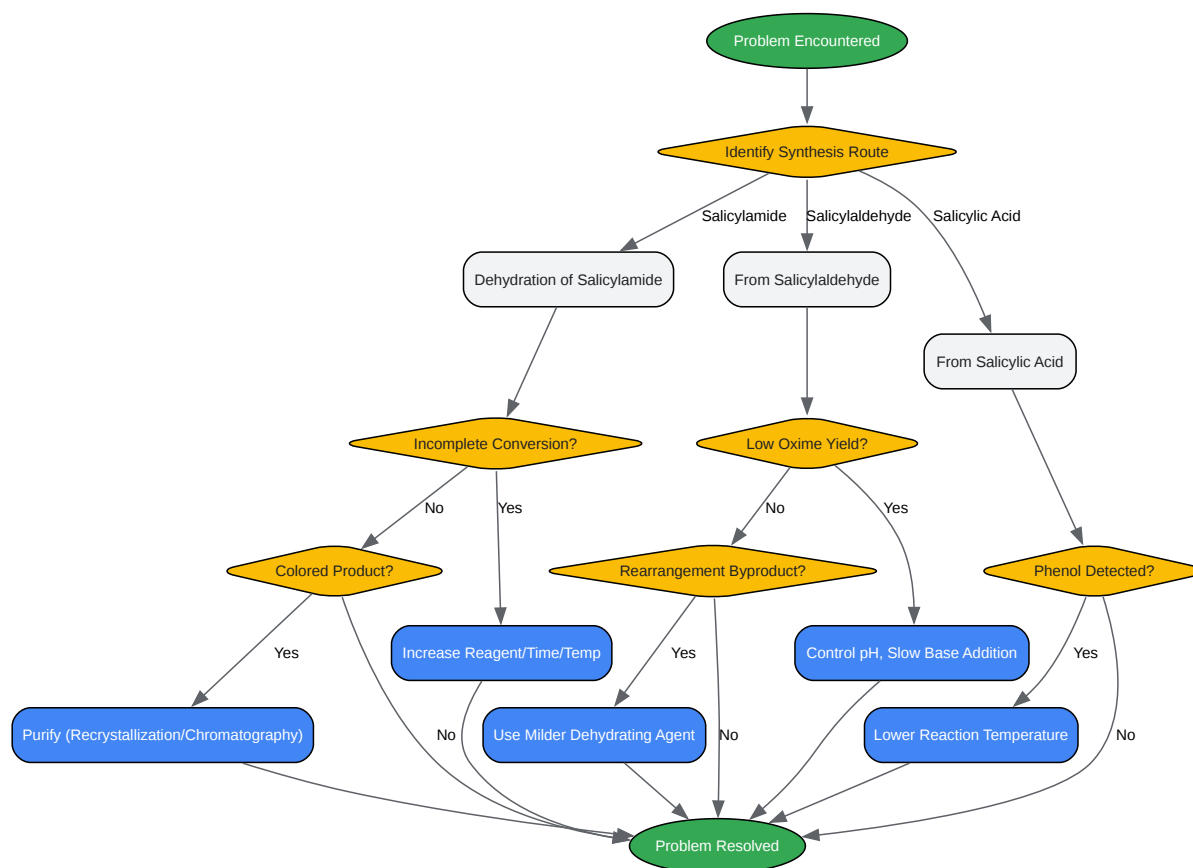 Problem Encountered
Identify Synthesis Route
Salicylamide
Salicylaldehyde
Salicylic Acid
Dehydration of Salicylamide
From Salicylaldehyde
From Salicylic Acid
Incomplete Conversion?
Low Oxime Yield?
No
Yes
No
Yes
Colored Product?
Rearrangement Byproduct?
Phenol Detected?
Yes
Increase Reagent/Time/Temp
Yes
Control pH, Slow Base Addition
Yes
Purify (Recrystallization/Chromatography)
No
Use Milder Dehydrating Agent
No
Lower Reaction Temperature
No
Problem Resolved